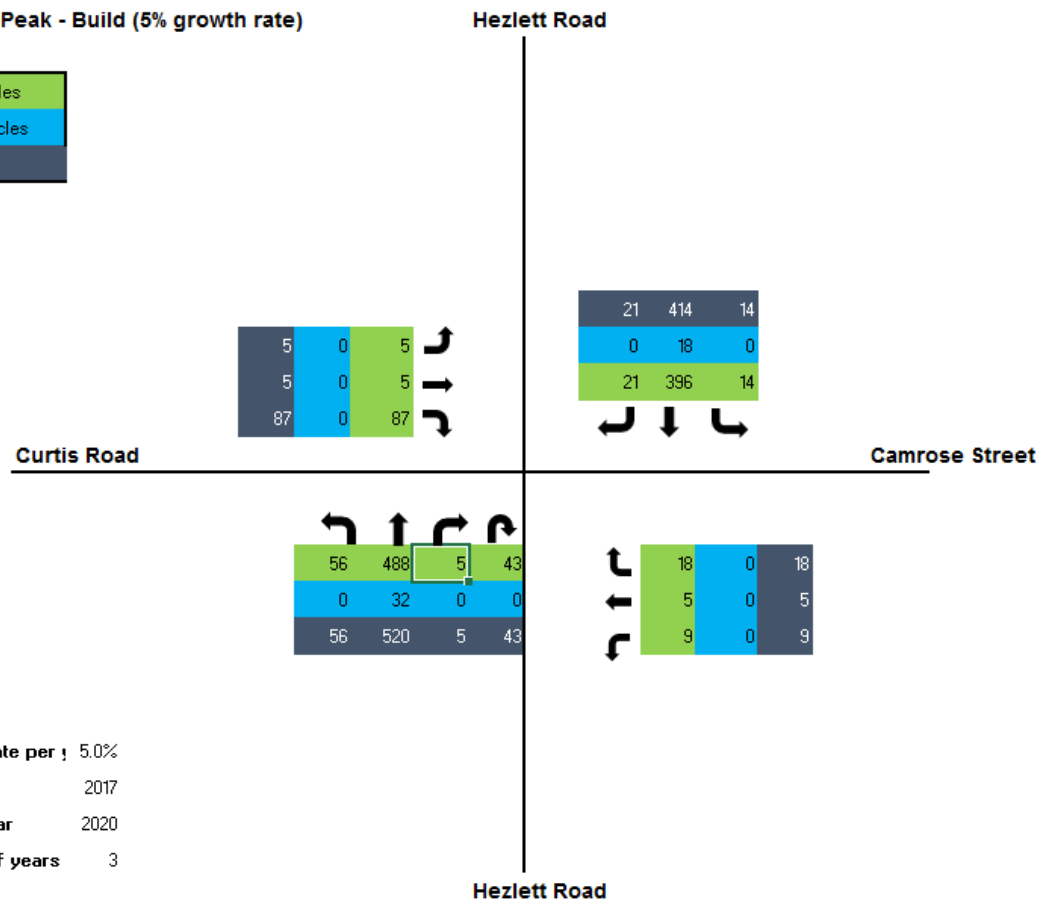 Peak - Build (5% growth rate)
Hezlett Road
les
cles
21 414 14
0 18 0
21 396 14
5 0 5
5 0 5
87 0 87
Curtis Road
Camrose Street
56 488 5 43
0 32 0 0
56 520 5 43
18 0 18
5 0 5
9 0 9
ate per y 5.0%
2017
ar 2020
f years 3
Hezlett Road